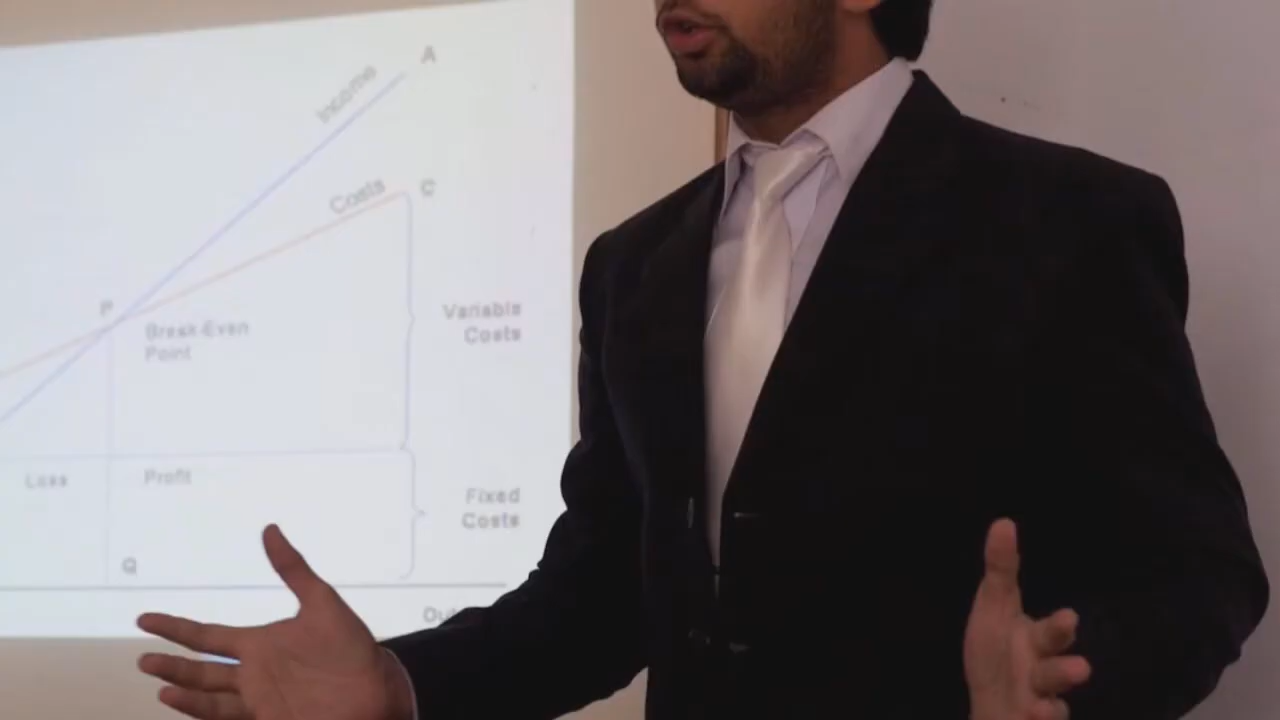 A
Income
Costs
C
P
Break-Even
Point
Variable
Costs
Loss
Profit
Fixed
Costs
Q